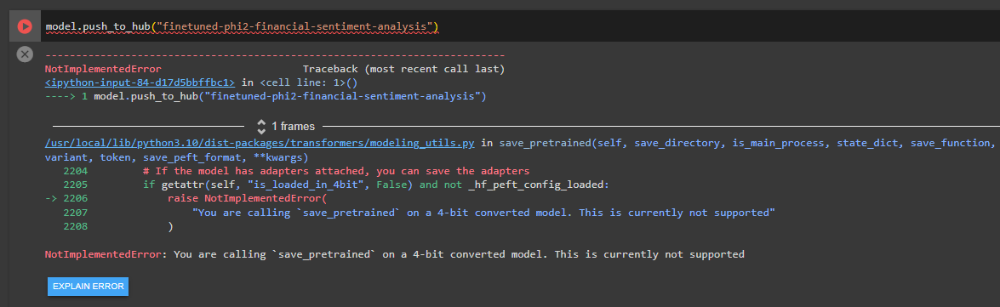 model.push_to_hub("finetuned-phi2-financial-sentiment-analysis")
---------------------------------------------------------------------------
NotImplementedError                       Traceback (most recent call last)
<ipython-input-84-d17d5bbffbc1> in <cell line: 1>()
----> 1 model.push_to_hub("finetuned-phi2-financial-sentiment-analysis")
1 frames
/usr/local/lib/python3.10/dist-packages/transformers/modeling_utils.py in save_pretrained(self, save_directory, is_main_process, state_dict, save_function,
variant, token, save_peft_format, **kwargs)
   2204         # If the model has adapters attached, you can save the adapters
   2205         if getattr(self, "is_loaded_in_4bit", False) and not _hf_peft_config_loaded:
-> 2206             raise NotImplementedError(
   2207                 "You are calling `save_pretrained` on a 4-bit converted model. This is currently not supported"
   2208             )
NotImplementedError: You are calling `save_pretrained` on a 4-bit converted model. This is currently not supported
EXPLAIN ERROR